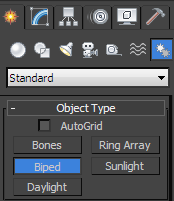 Standard
Object Type
AutoGrid
Bones
Ring Array
Biped
Sunlight
Daylight